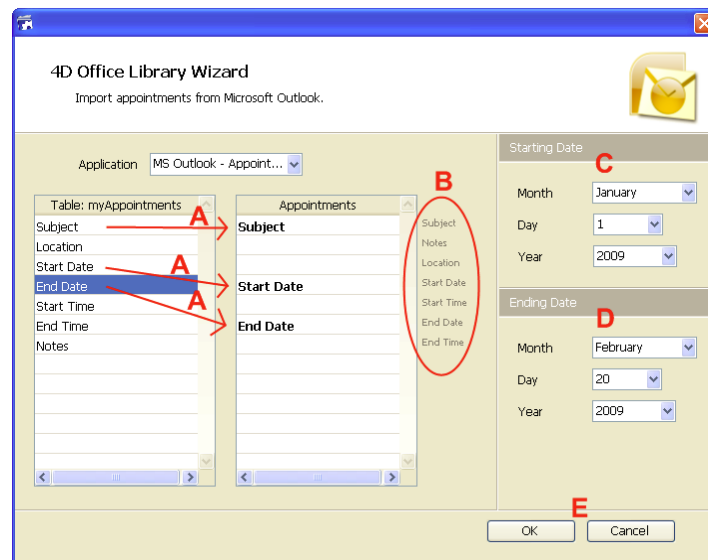 4D Office Library Wizard
Import appointments from Microsoft Outlook.
Application MS Outlook - Appoint...
Table: myAppointments
Subject
Location
Start Date
End Date
Start Time
End Time
Notes
A
A
A
Appointments
Subject
Start Date
End Date
B
Subject
Notes
Location
Start Date
Start Time
End Date
End Time
Starting Date
C
Month January
Day 1
Year 2009
Ending Date
D
Month February
Day 20
Year 2009
E
OK Cancel